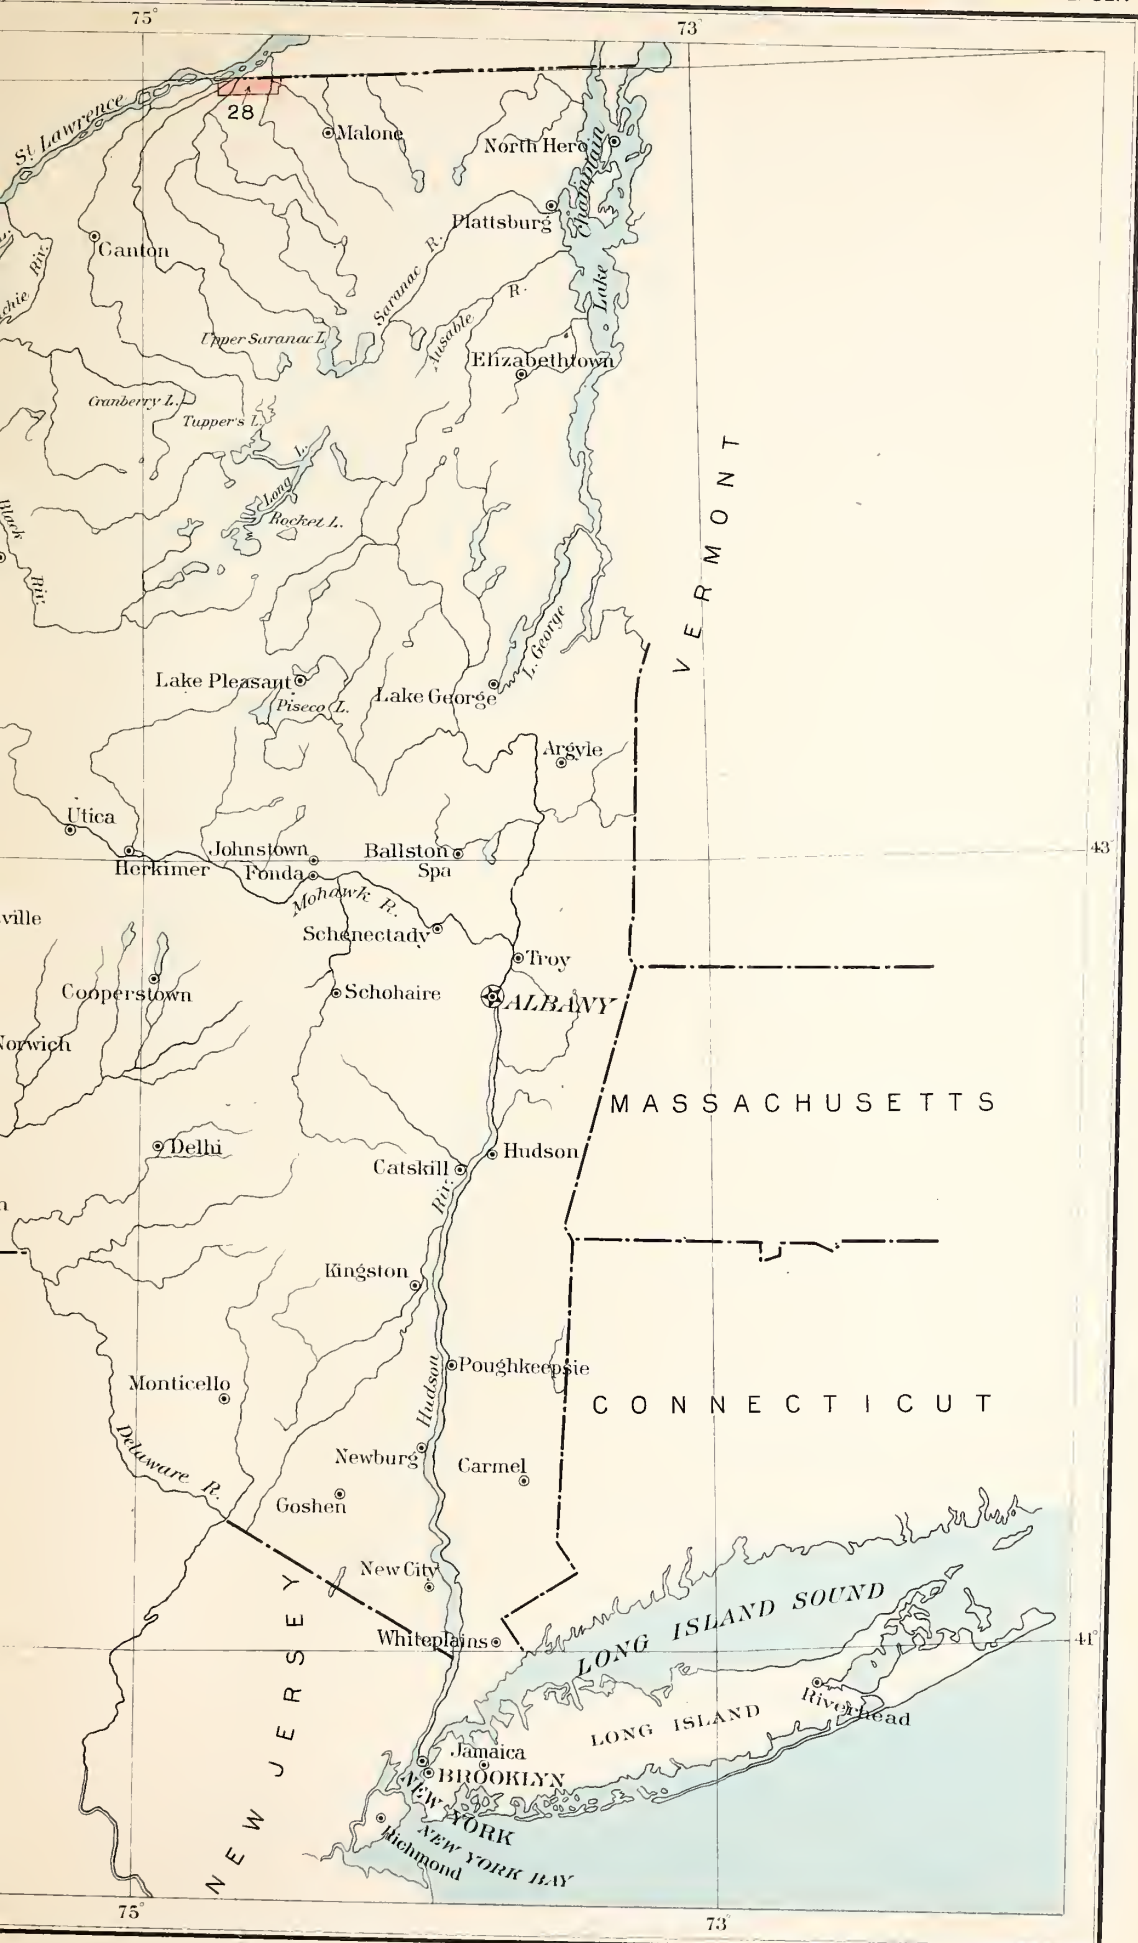 75°
73°
St Lawrence
28
Malone
North Hero
Champlain
Plattsburg
Canton
Riv.
chie
Saranac R.
Lake
Ausable R.
Upper Saranac L.
Elizabethtown
Cranberry L.
Tupper's L.
Long L.
Rocket L.
Black Riv.
VERMONT
L. George
Lake Pleasant
Piseco L.
Lake George
Argyle
Utica
Herkimer
Johnstown
Fonda
Ballston Spa
43°
Mohawk R.
ville
Schenectady
Troy
Cooperstown
Schohaire
ALBANY
Norwich
MASSACHUSETTS
Delhi
Hudson
Catskill
Hudson Riv.
Kingston
Poughkeepsie
Monticello
CONNECTICUT
Delaware R.
Newburg
Carmel
Goshen
New City
NEW JERSEY
Whiteplains
41°
LONG ISLAND SOUND
LONG ISLAND
Riverhead
Jamaica
BROOKLYN
NEW YORK
Richmond
NEW YORK BAY
75°
73°